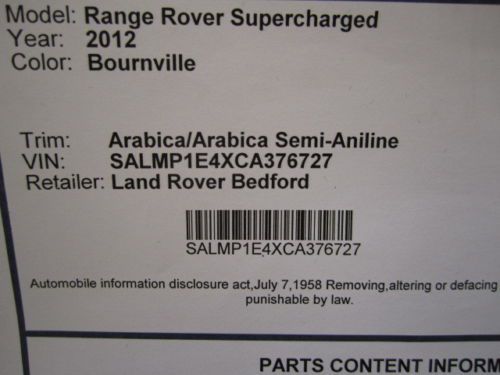 Model: Range Rover Supercharged
Year: 2012
Color: Bournville
Trim: Arabica/Arabica Semi-Aniline
VIN: SALMP1E4XCA376727
Retailer: Land Rover Bedford
SALMP1E4XCA376727
Automobile information disclosure act,July 7,1958 Removing,altering or defacing
punishable by law.
PARTS CONTENT INFORM